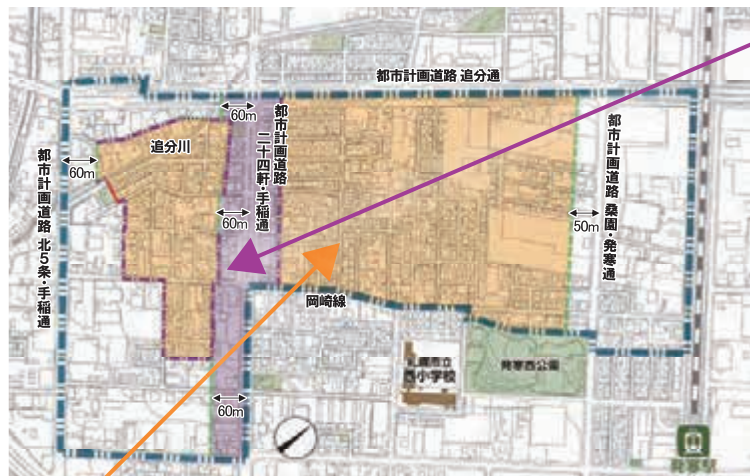 都市計画道路 追分通
60m
都市計画道路
二十四軒・手稲通
追分川
都市計画道路 北5条・手稲通
60m
60m
都市計画道路 桑園・発寒通
50m
岡崎線
札幌市立
西小学校
発寒西公園
60m